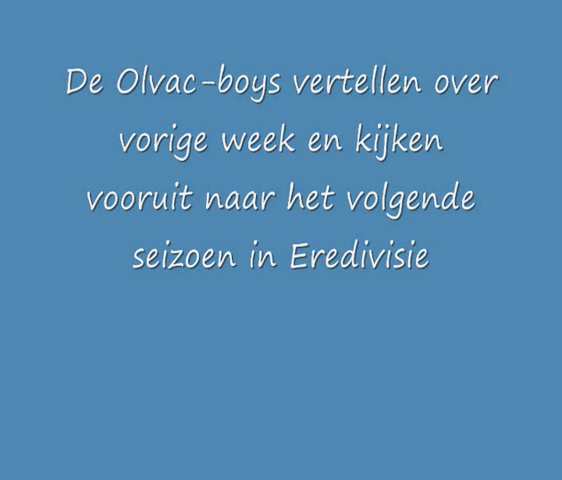 De Olvac-boys vertellen over
vorige week en kijken
vooruit naar het volgende
seizoen in Eredivisie